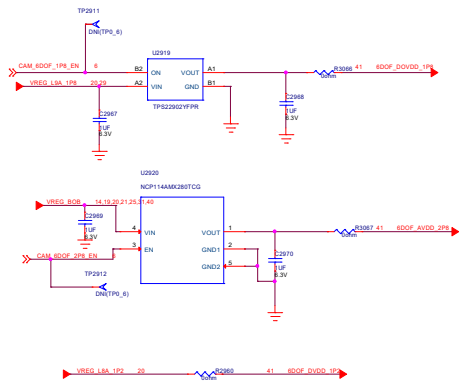 TP2911
DNI(TP0_6)
U2919
CAM_6DOF_1P8_EN 6
B2 ON VOUT A1
R3066 41 6DOF_DOVDD_1P8
0ohm
VREG_L9A_1P8 20,29
A2 VIN GND B1
TPS22902YFPR
C2967
1UF
6.3V
C2968
1UF
6.3V
U2920
NCP114AMX280TCG
VREG_BOB 14,19,20,21,25,31,40
C2969
1UF
6.3V
4 VIN VOUT 1
R3067 41 6DOF_AVDD_2P8
0ohm
3 EN GND1 2
CAM_6DOF_2P8_EN 6
GND2 5
C2970
1UF
6.3V
TP2912
DNI(TP0_6)
VREG_L8A_1P2 20 R2960 41 6DOF_DVDD_1P2
0ohm